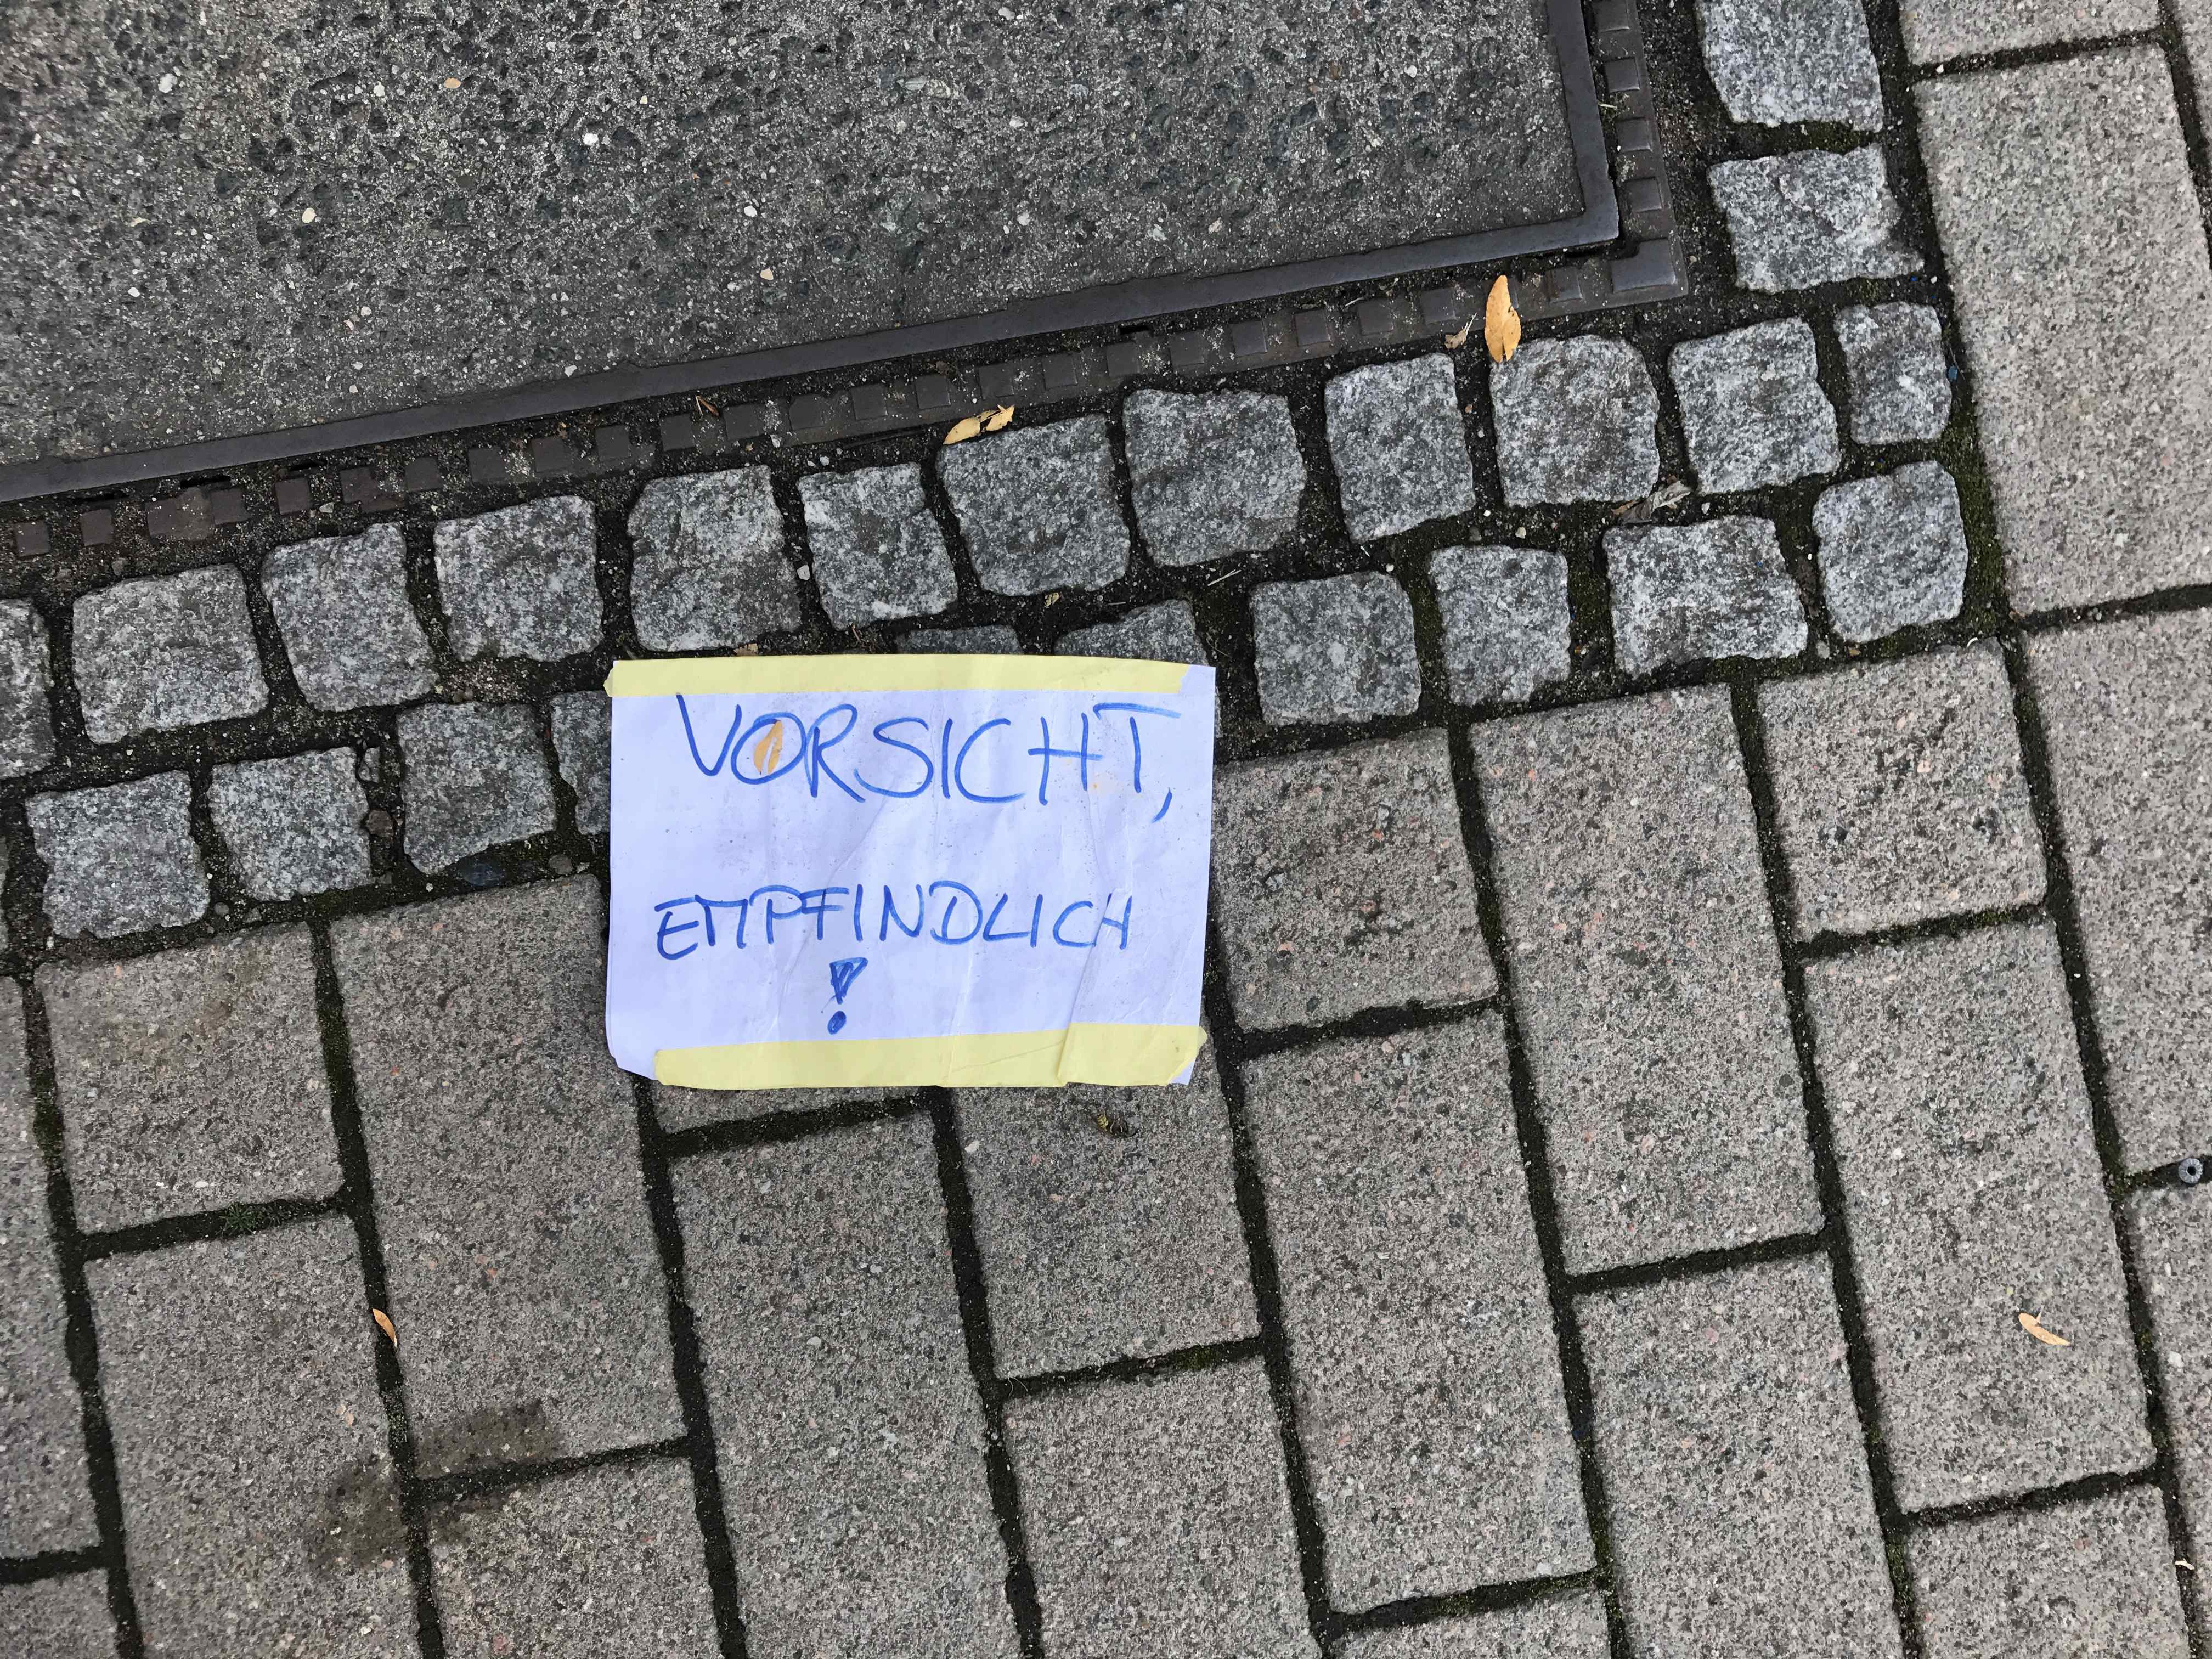 VORSICHT,
EMPFINDLICH
!